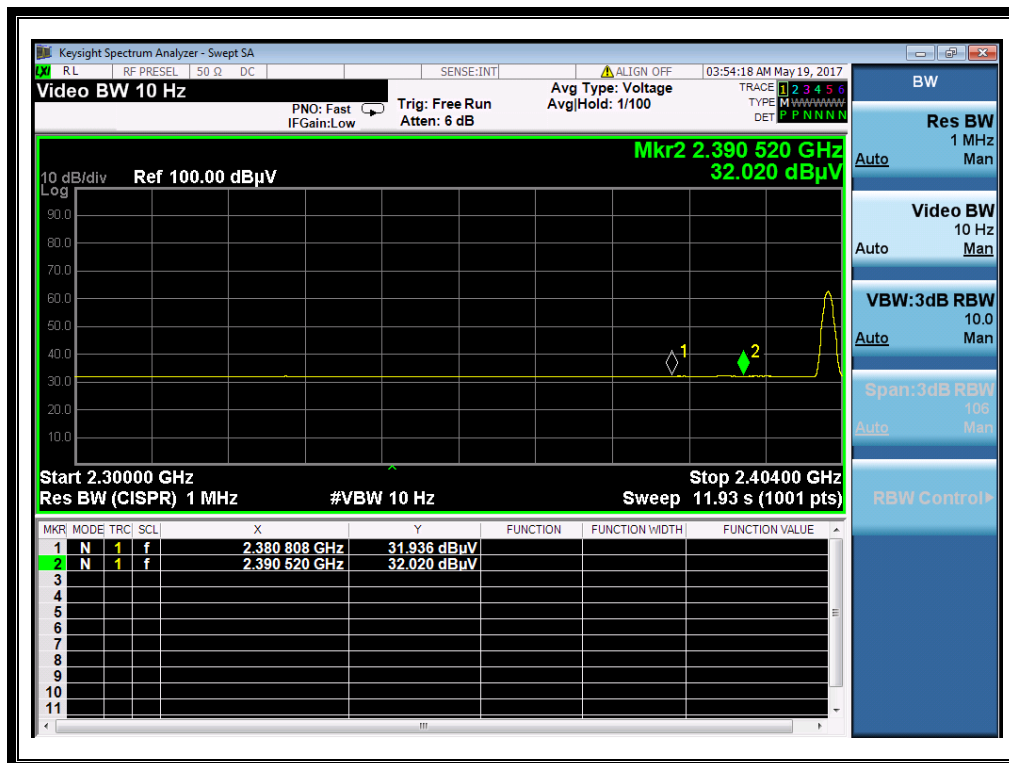 Keysight Spectrum Analyzer - Swept SA
LXI RL RF PRESEL 50 Ω DC SENSE:INT ALIGN OFF 03:54:18 AM May 19, 2017
Video BW 10 Hz
PNO: Fast
IFGain:Low
Trig: Free Run
Atten: 6 dB
Avg Type: Voltage
Avg|Hold: 1/100
TRACE 1 2 3 4 5 6
TYPE M WWWWW
DET P P N N N N
Mkr2 2.390 520 GHz
32.020 dBµV
10 dB/div Ref 100.00 dBµV
Log
90.0
80.0
70.0
60.0
50.0
40.0
30.0
20.0
10.0
1
2
Start 2.30000 GHz Stop 2.40400 GHz
Res BW (CISPR) 1 MHz #VBW 10 Hz Sweep 11.93 s (1001 pts)
MKR MODE TRC SCL X Y FUNCTION FUNCTION WIDTH FUNCTION VALUE
1 N 1 f 2.380 808 GHz 31.936 dBµV
2 N 1 f 2.390 520 GHz 32.020 dBµV
3
4
5
6
7
8
9
10
11
BW
Res BW
1 MHz
Auto Man
Video BW
10 Hz
Auto Man
VBW:3dB RBW
10.0
Auto Man
Span:3dB RBW
106
Auto Man
RBW Control